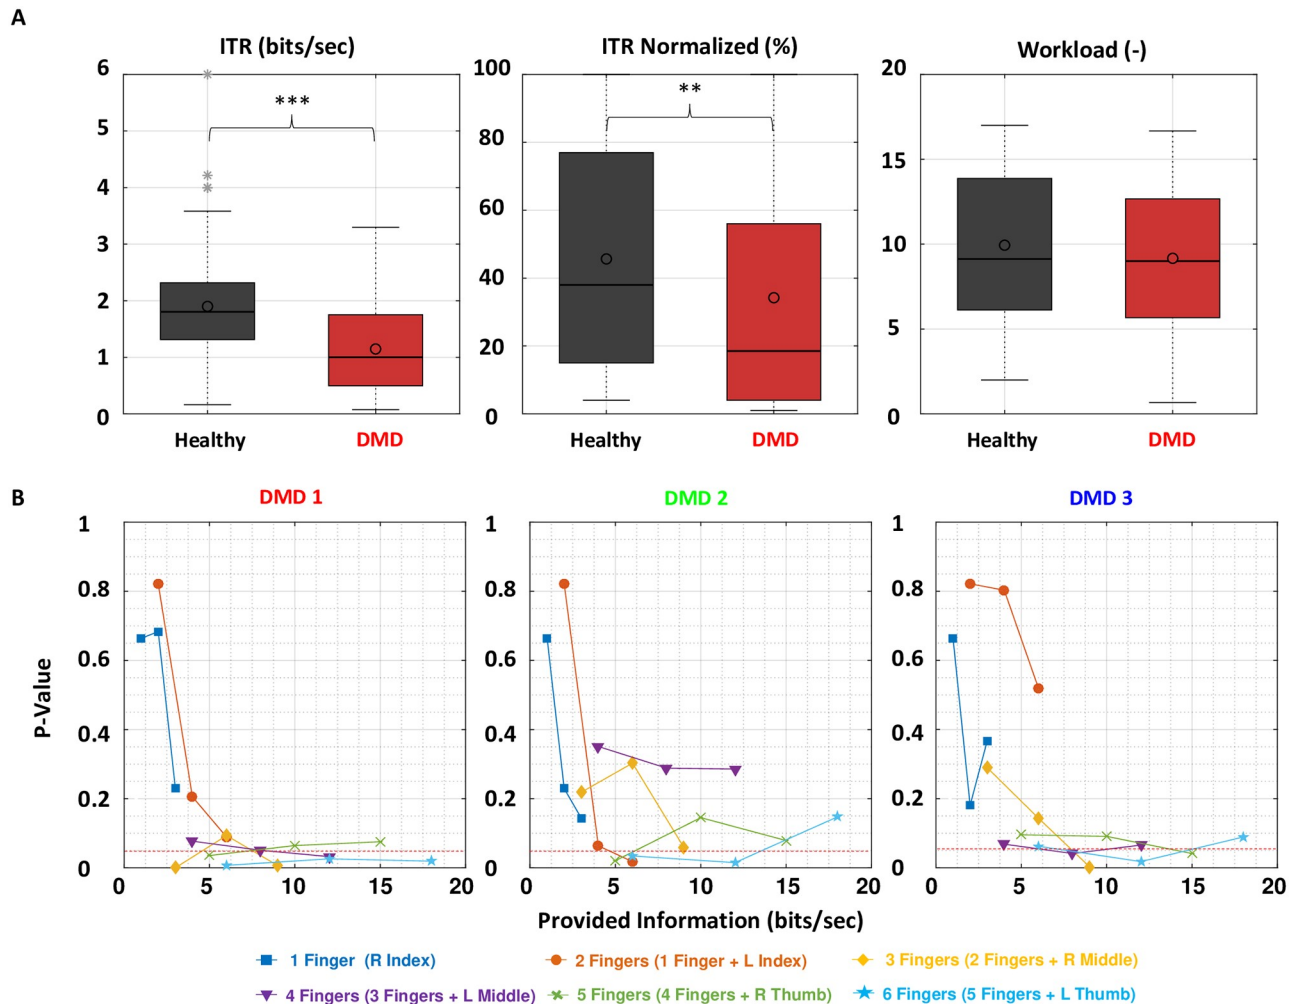 A
ITR (bits/sec)
ITR Normalized (%)
Workload (-)
6
5
4
3
2
1
0
***
Healthy
DMD
100
80
60
40
20
0
**
Healthy
DMD
20
15
10
5
0
Healthy
DMD
B
DMD 1
DMD 2
DMD 3
P-Value
1
0.8
0.6
0.4
0.2
0
0 5 10 15 20
1
0.8
0.6
0.4
0.2
0
0 5 10 15 20
1
0.8
0.6
0.4
0.2
0
0 5 10 15 20
Provided Information (bits/sec)
1 Finger (R Index)
2 Fingers (1 Finger + L Index)
3 Fingers (2 Fingers + R Middle)
4 Fingers (3 Fingers + L Middle)
5 Fingers (4 Fingers + R Thumb)
6 Fingers (5 Fingers + L Thumb)